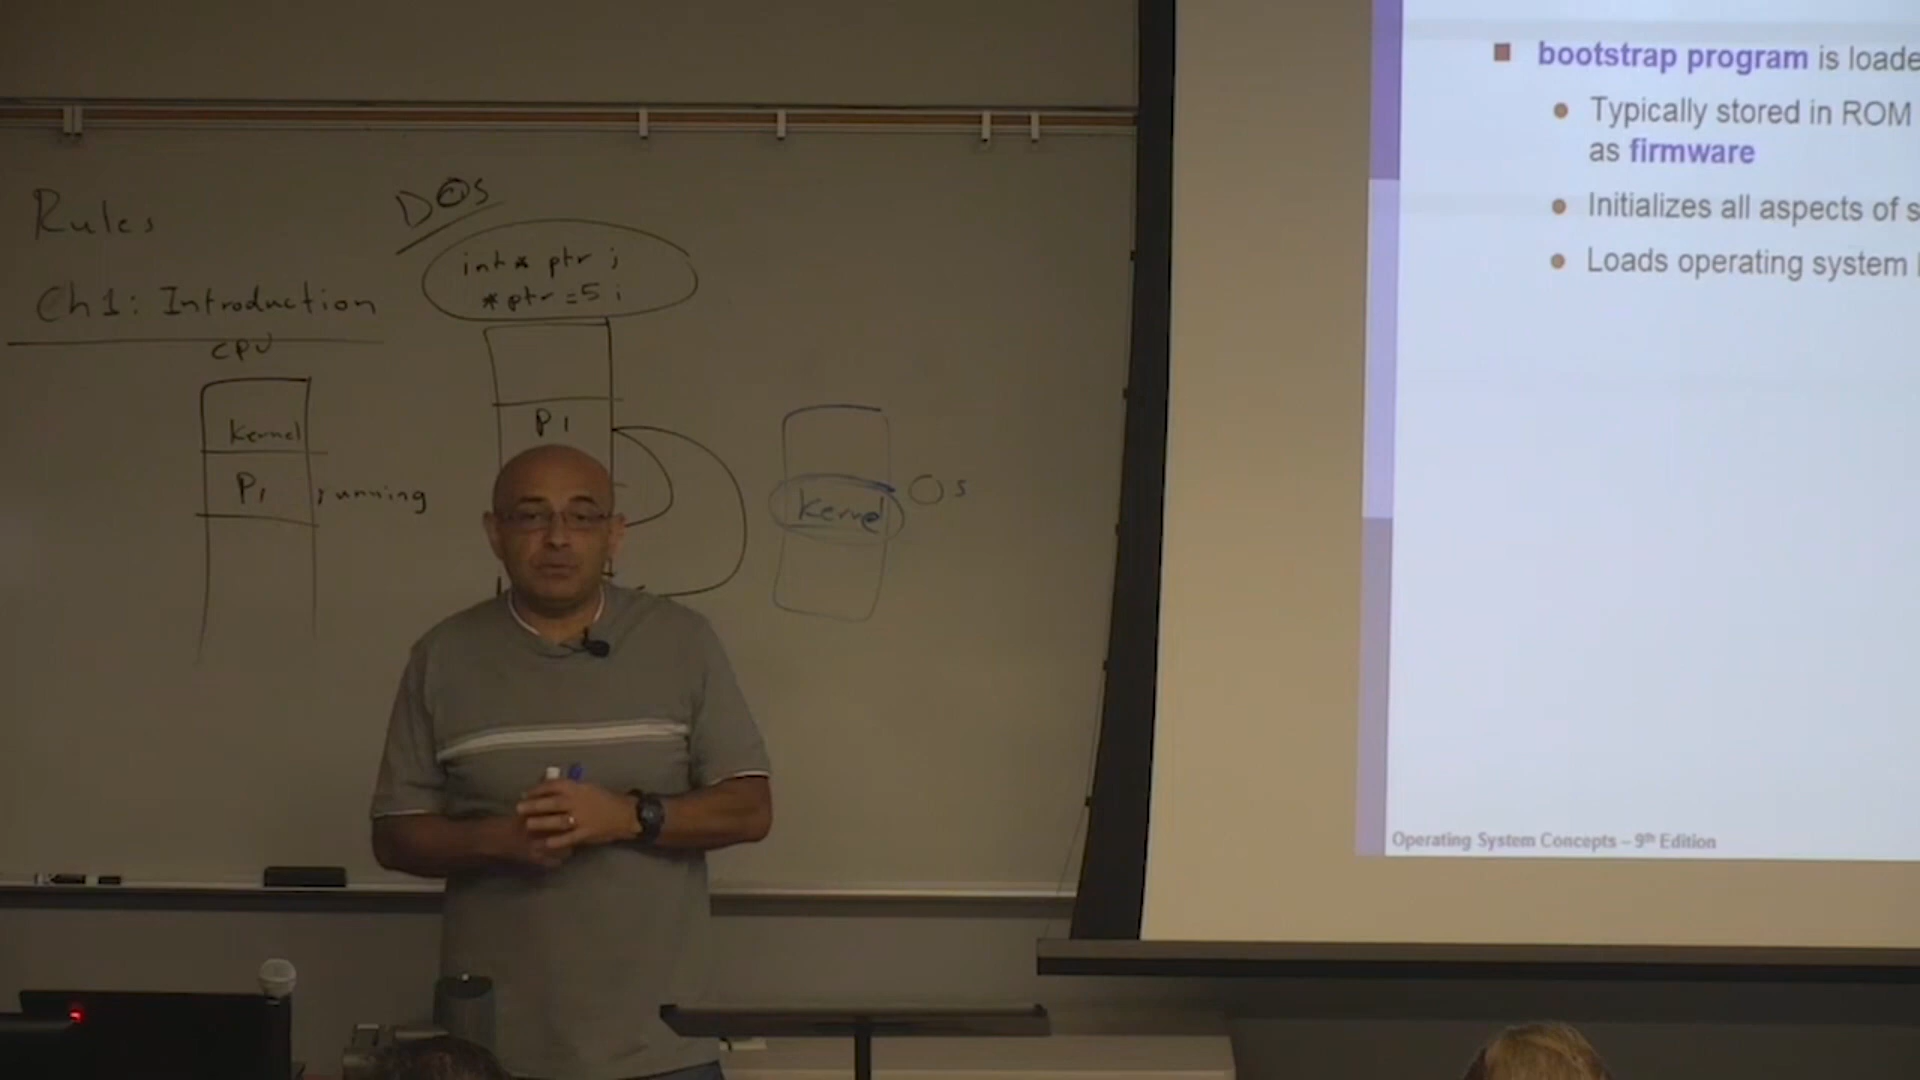 Rules
Ch1: Introduction
CPU
Kernel
P1 running
DOS
int* ptr ;
*ptr =5 ;
P1
Kernel
OS
bootstrap program is loade
Typically stored in ROM
as firmware
Initializes all aspects of s
Loads operating system
Operating System Concepts – 9th Edition